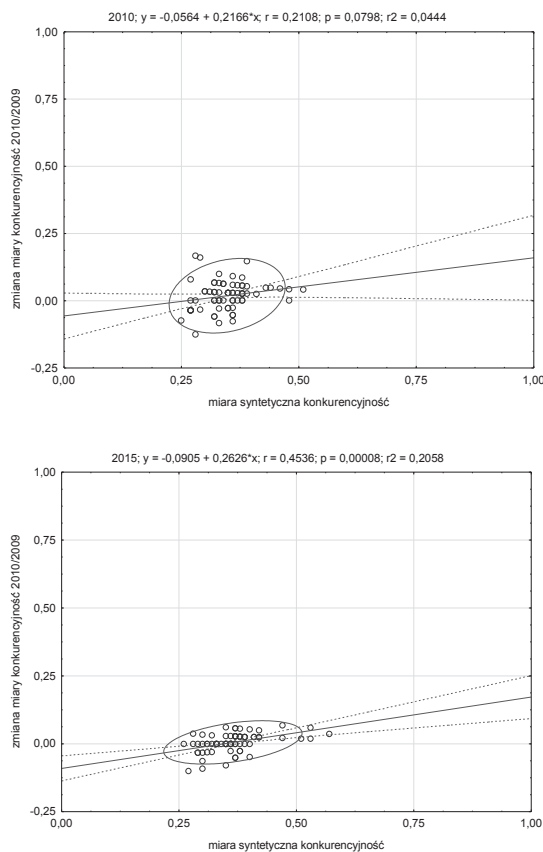 2010; y = -0,0564 + 0,2166*x; r = 0,2108; p = 0,0798; r2 = 0,0444
1,00
0,75
0,50
0,25
0,00
-0,25
zmiana miary konkurencyjność 2010/2009
0,00 0,25 0,50 0,75 1,00
miara syntetyczna konkurencyjność
2015; y = -0,0905 + 0,2626*x; r = 0,4536; p = 0,00008; r2 = 0,2058
1,00
0,75
0,50
0,25
0,00
-0,25
zmiana miary konkurencyjność 2010/2009
0,00 0,25 0,50 0,75 1,00
miara syntetyczna konkurencyjność